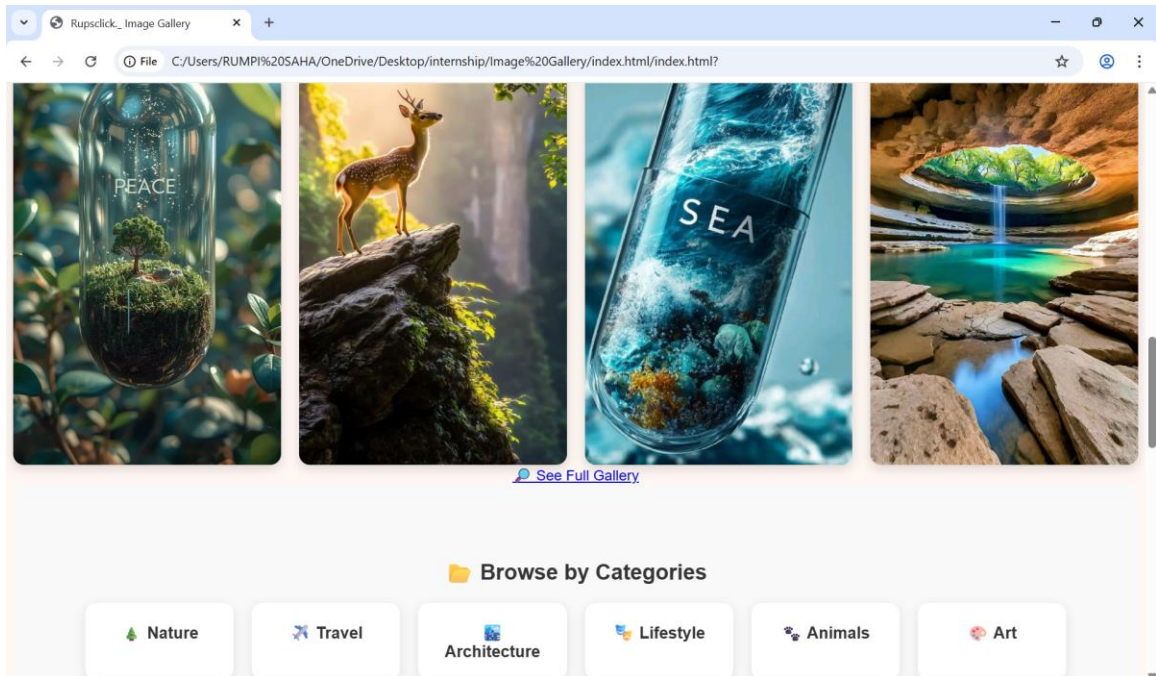 Rupsclick._ Image Gallery
File C:/Users/RUMPI%20SAHA/OneDrive/Desktop/internship/Image%20Gallery/index.html/index.html?
PEACE
SEA
🔎 See Full Gallery
📂 Browse by Categories
🌲 Nature
✈️ Travel
🏙️ Architecture
🎭 Lifestyle
🐾 Animals
🎨 Art